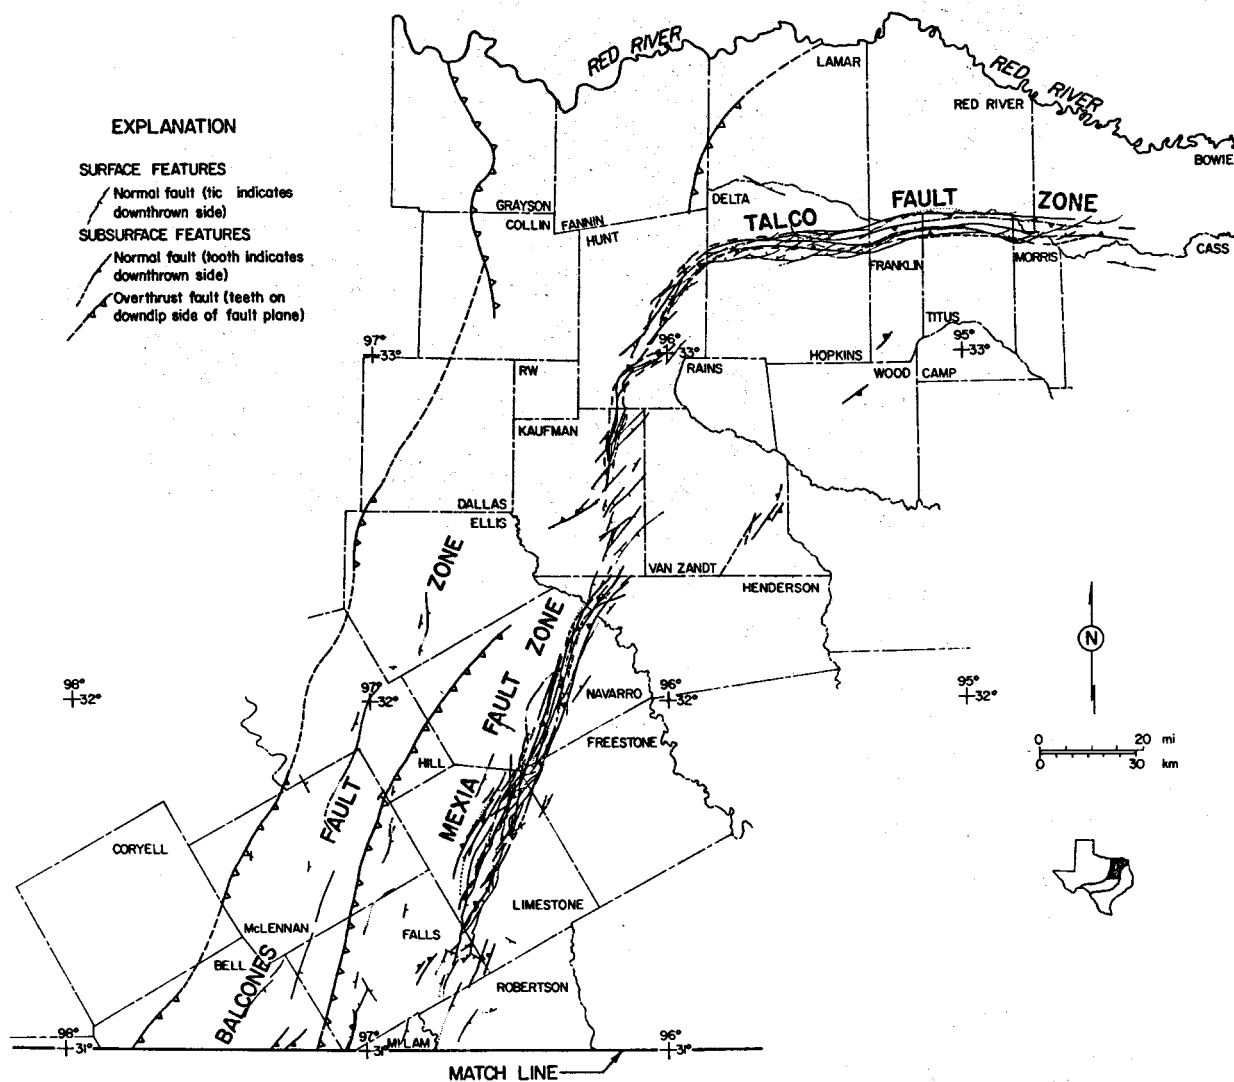 RED RIVER
LAMAR
RED RIVER
RED RIVER
BOWIE
EXPLANATION
SURFACE FEATURES
Normal fault (tic indicates
downthrown side)
SUBSURFACE FEATURES
Normal fault (tooth indicates
downthrown side)
Overthrust fault (teeth on
downdip side of fault plane)
GRAYSON
COLLIN
FANNIN
HUNT
DELTA
TALCO FAULT ZONE
FRANKLIN
MORRIS
CASS
TITUS
97°
33°
96°
33°
95°
33°
RW
RAINS
HOPKINS
WOOD
CAMP
KAUFMAN
DALLAS
ELLIS
VAN ZANDT
HENDERSON
N
98°
32°
97°
32°
96°
32°
95°
32°
NAVARRO
FREESTONE
HILL
0 20 mi
0 30 km
MEXIA FAULT ZONE
BALCONES FAULT ZONE
CORYELL
McLENNAN
BELL
FALLS
LIMESTONE
ROBERTSON
MILAM
98°
31°
97°
31°
96°
31°
MATCH LINE